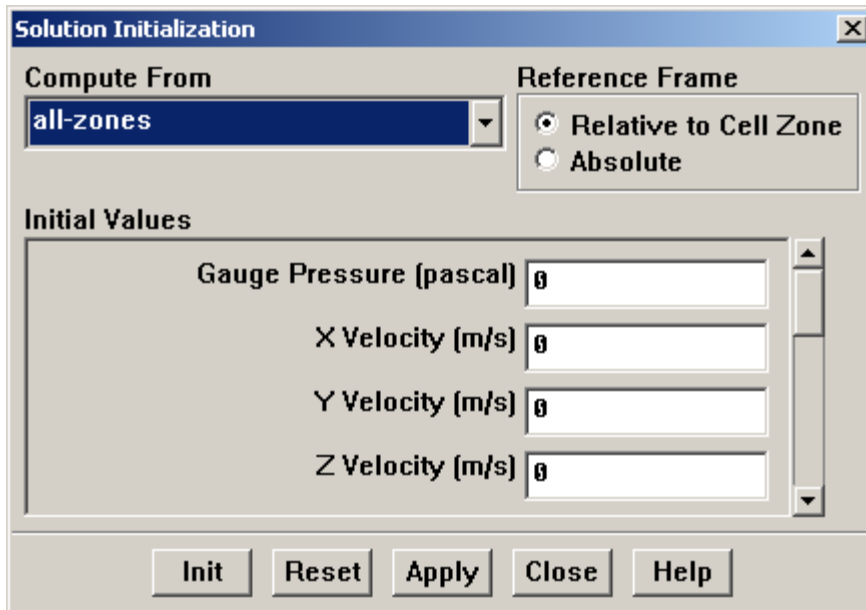 Solution Initialization
Compute From
Reference Frame
all-zones
Relative to Cell Zone
Absolute
Initial Values
Gauge Pressure (pascal) 0
X Velocity (m/s) 0
Y Velocity (m/s) 0
Z Velocity (m/s) 0
Init Reset Apply Close Help